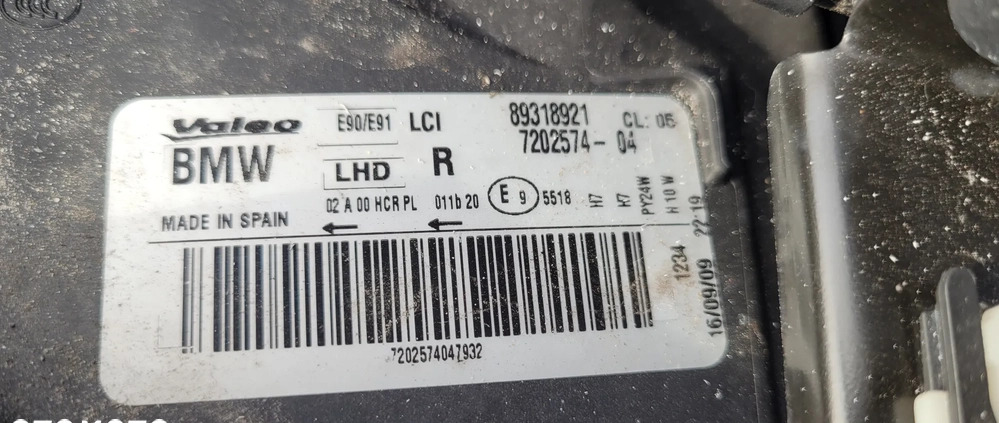 Valeo E90/E91 LCI 89318921 CL: 05
BMW LHD R 7202574-04
02 A 00 HCR PL 011b 20 E 9 5518 H7 H7 PY24W H 10 W
MADE IN SPAIN
1234 22:19
16/09/09
7202574047932